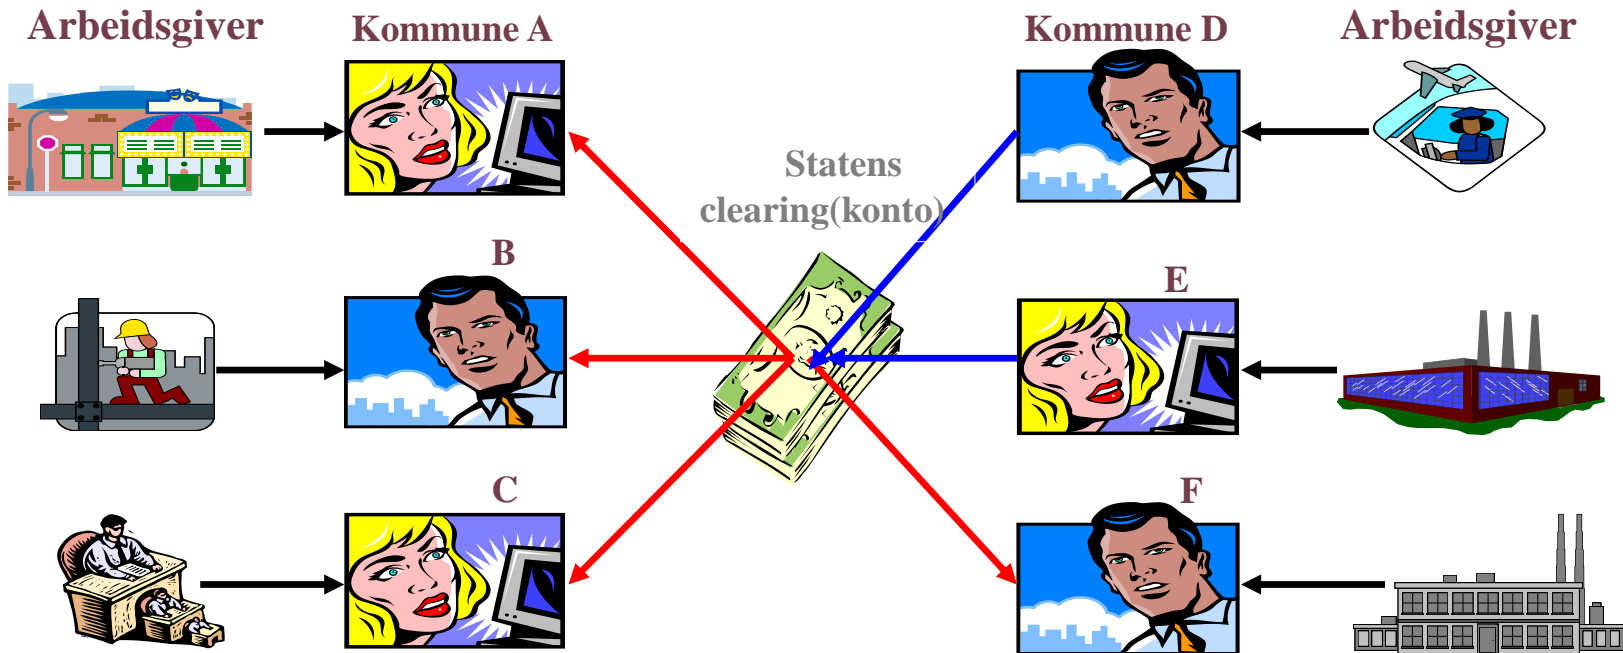 Arbeidsgiver
Kommune A
Kommune D
Arbeidsgiver
Statens
clearing(konto)
B
E
C
F